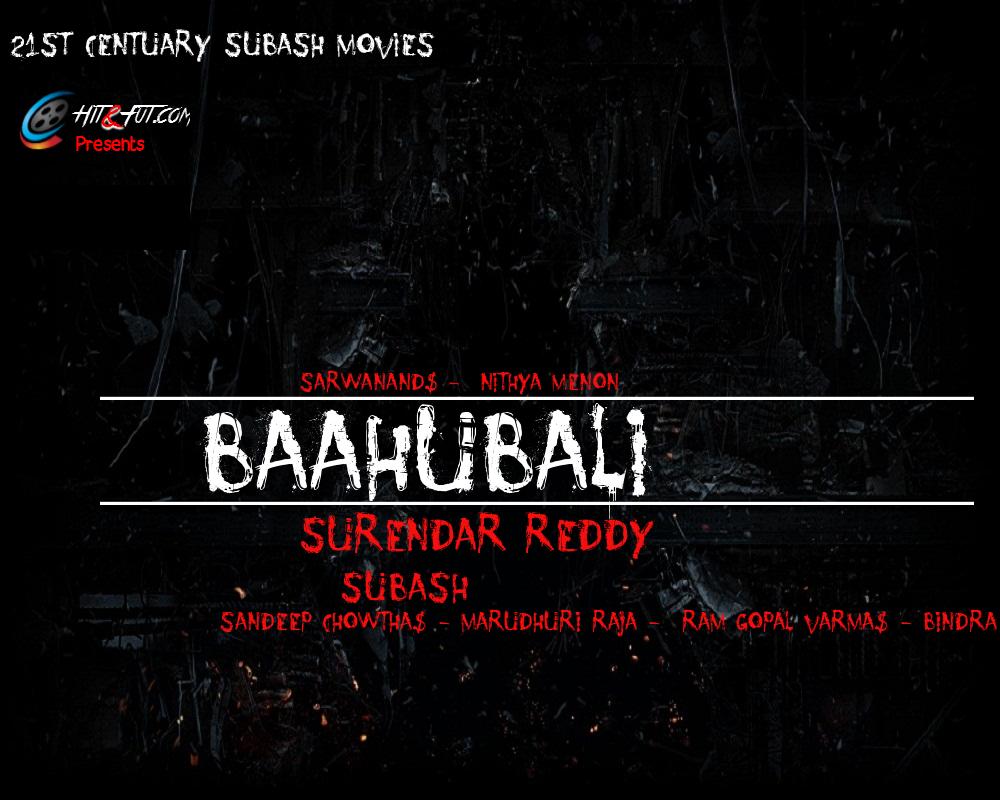 21ST CENTUARY SUBASH MOVIES
HIT&FUT.COM
Presents
SARWANAND$ - NITHYA MENON
BAAHUBALI
SURENDAR REDDY
SUBASH
SANDEEP CHOWTHA$ - MARUDHURI RAJA - RAM GOPAL VARMA$ - BINDRA